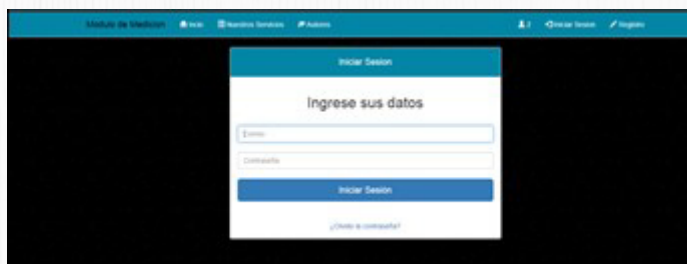 Modulo de Medicion Inicio Nuestros Servicios Autores Iniciar Sesion Registro
Iniciar Sesion
Ingrese sus datos
Correo
Contraseña
Iniciar Sesión
¿Olvido la contraseña?